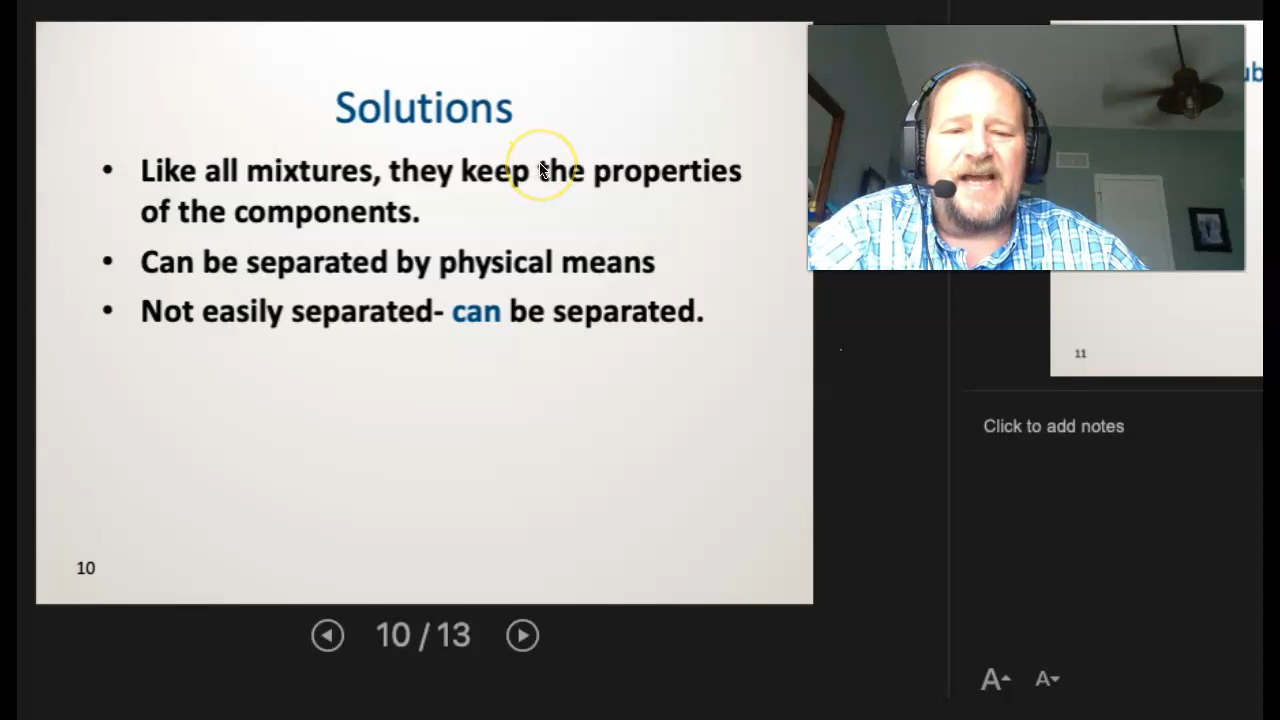 Solutions
• Like all mixtures, they keep the properties
of the components.
• Can be separated by physical means
• Not easily separated- can be separated.
10
10 / 13
ub
11
Click to add notes
A
A